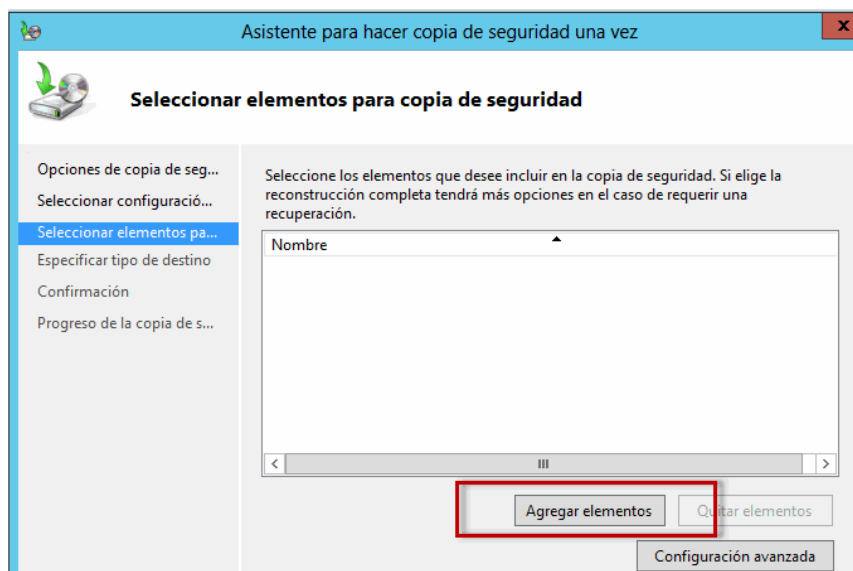 Asistente para hacer copia de seguridad una vez
x
Seleccionar elementos para copia de seguridad
Opciones de copia de seg...
Seleccionar configuració...
Seleccionar elementos pa...
Especificar tipo de destino
Confirmación
Progreso de la copia de s...
Seleccione los elementos que desee incluir en la copia de seguridad. Si elige la
reconstrucción completa tendrá más opciones en el caso de requerir una
recuperación.
Nombre
Agregar elementos
Quitar elementos
Configuración avanzada